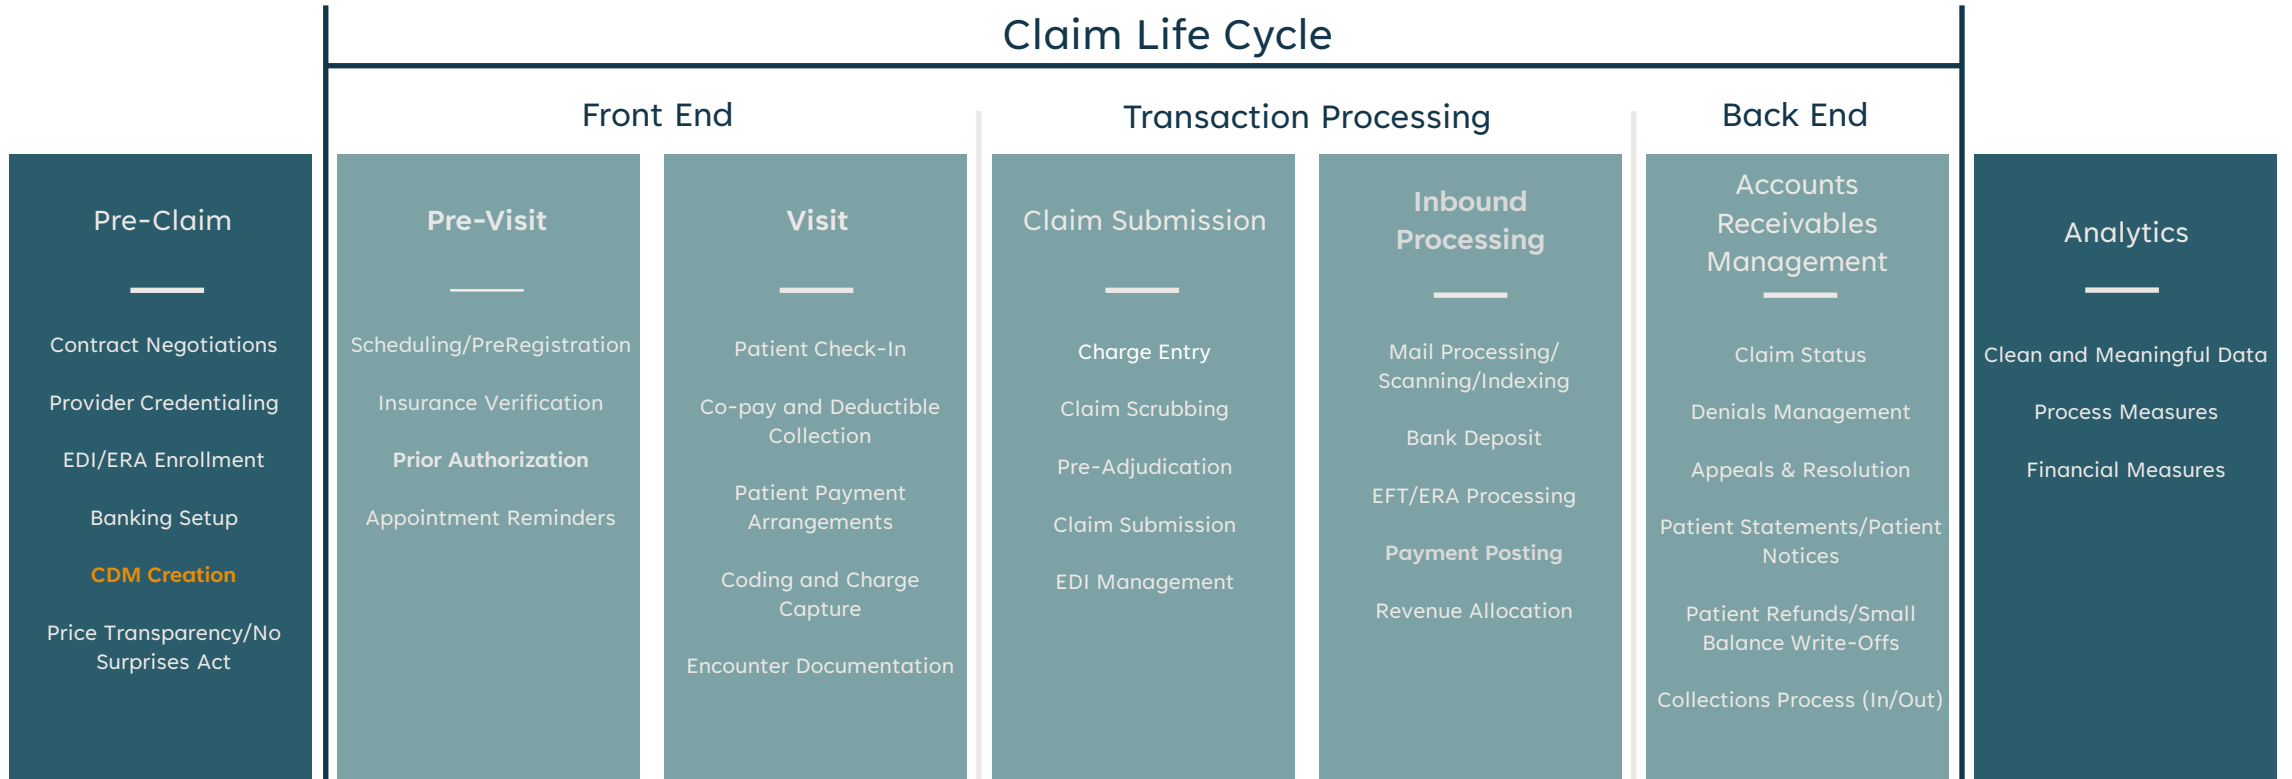 Claim Life Cycle
Front End
Transaction Processing
Back End
Pre-Claim
Contract Negotiations
Provider Credentialing
EDI/ERA Enrollment
Banking Setup
CDM Creation
Price Transparency/No
Surprises Act
Pre-Visit
Scheduling/PreRegistration
Insurance Verification
Prior Authorization
Appointment Reminders
Visit
Patient Check-In
Co-pay and Deductible
Collection
Patient Payment
Arrangements
Coding and Charge
Capture
Encounter Documentation
Claim Submission
Charge Entry
Claim Scrubbing
Pre-Adjudication
Claim Submission
EDI Management
Inbound
Processing
Mail Processing/
Scanning/Indexing
Bank Deposit
EFT/ERA Processing
Payment Posting
Revenue Allocation
Accounts
Receivables
Management
Claim Status
Denials Management
Appeals & Resolution
Patient Statements/Patient
Notices
Patient Refunds/Small
Balance Write-Offs
Collections Process (In/Out)
Analytics
Clean and Meaningful Data
Process Measures
Financial Measures